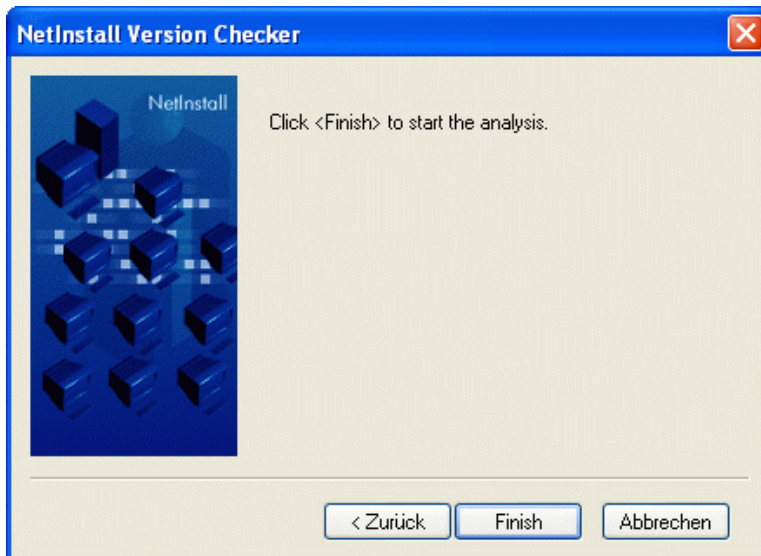 NetInstall Version Checker
NetInstall
Click <Finish> to start the analysis.
< Zurück
Finish
Abbrechen